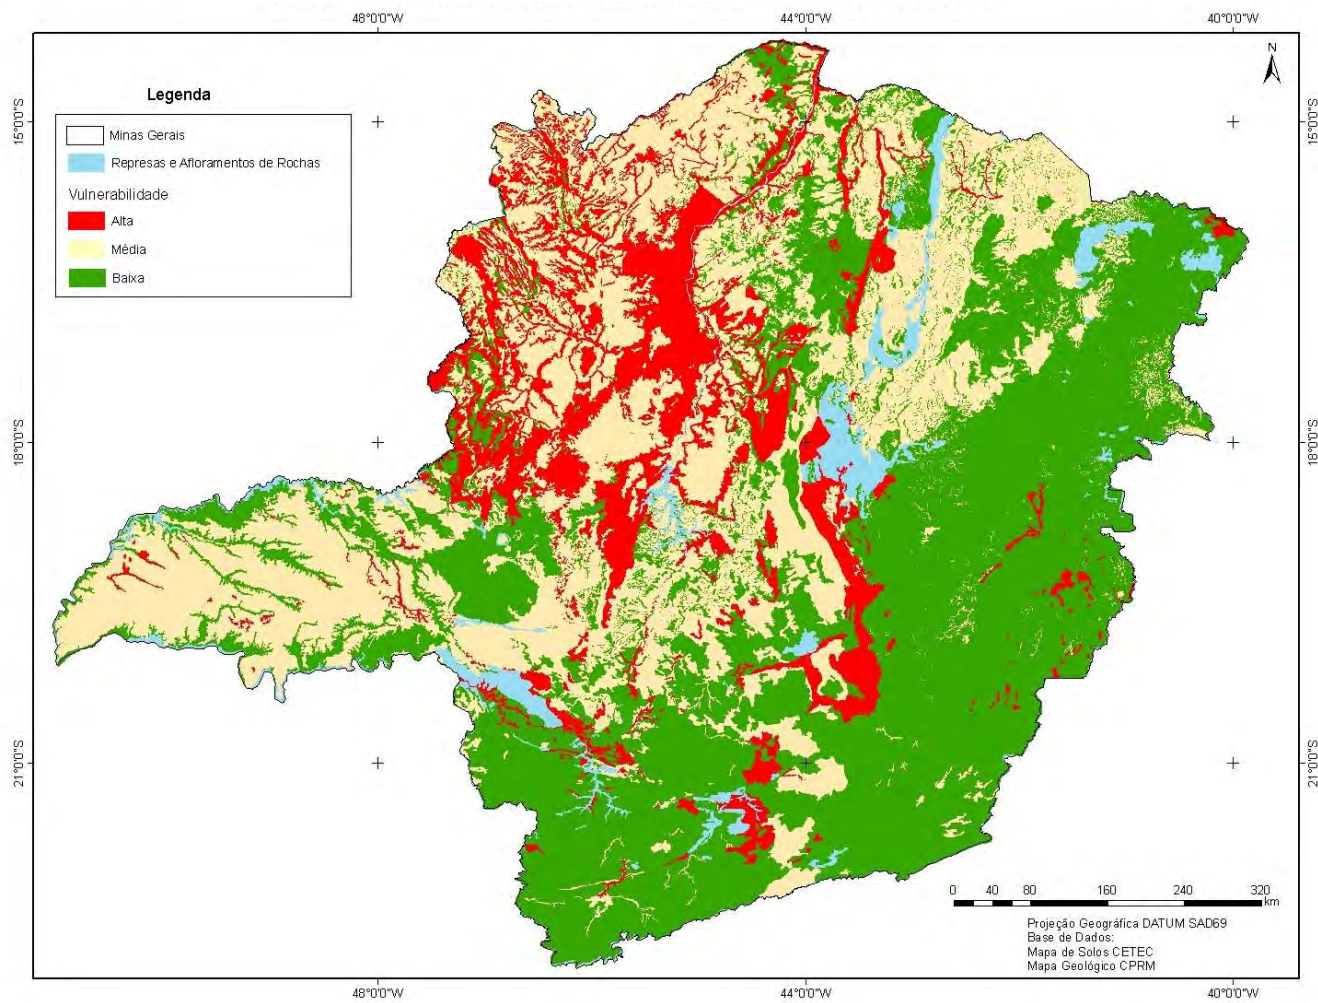 48°0'0"W
44°0'0"W
40°0'0"W
N
Legenda
Minas Gerais
Represas e Afloramentos de Rochas
Vulnerabilidade
Alta
Média
Baixa
15°0'0"S
15°0'0"S
18°0'0"S
18°0'0"S
21°0'0"S
21°0'0"S
0 40 80 160 240 320
km
Projeção Geográfica DATUM SAD69
Base de Dados:
Mapa de Solos CETEC
Mapa Geológico CPRM
48°0'0"W
44°0'0"W
40°0'0"W